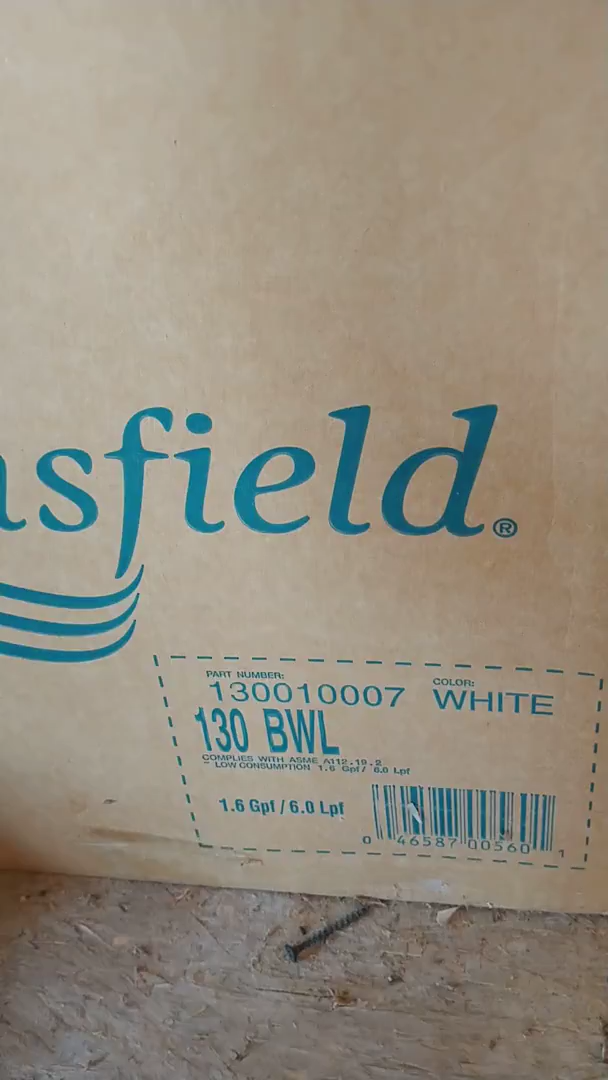 nsfield®
PART NUMBER: COLOR:
130010007 WHITE
130 BWL
COMPLIES WITH ASME A112.19.2
- LOW CONSUMPTION 1.6 Gpf/ 6.0 Lpf
1.6 Gpf / 6.0 Lpf
0 46587 00560 1